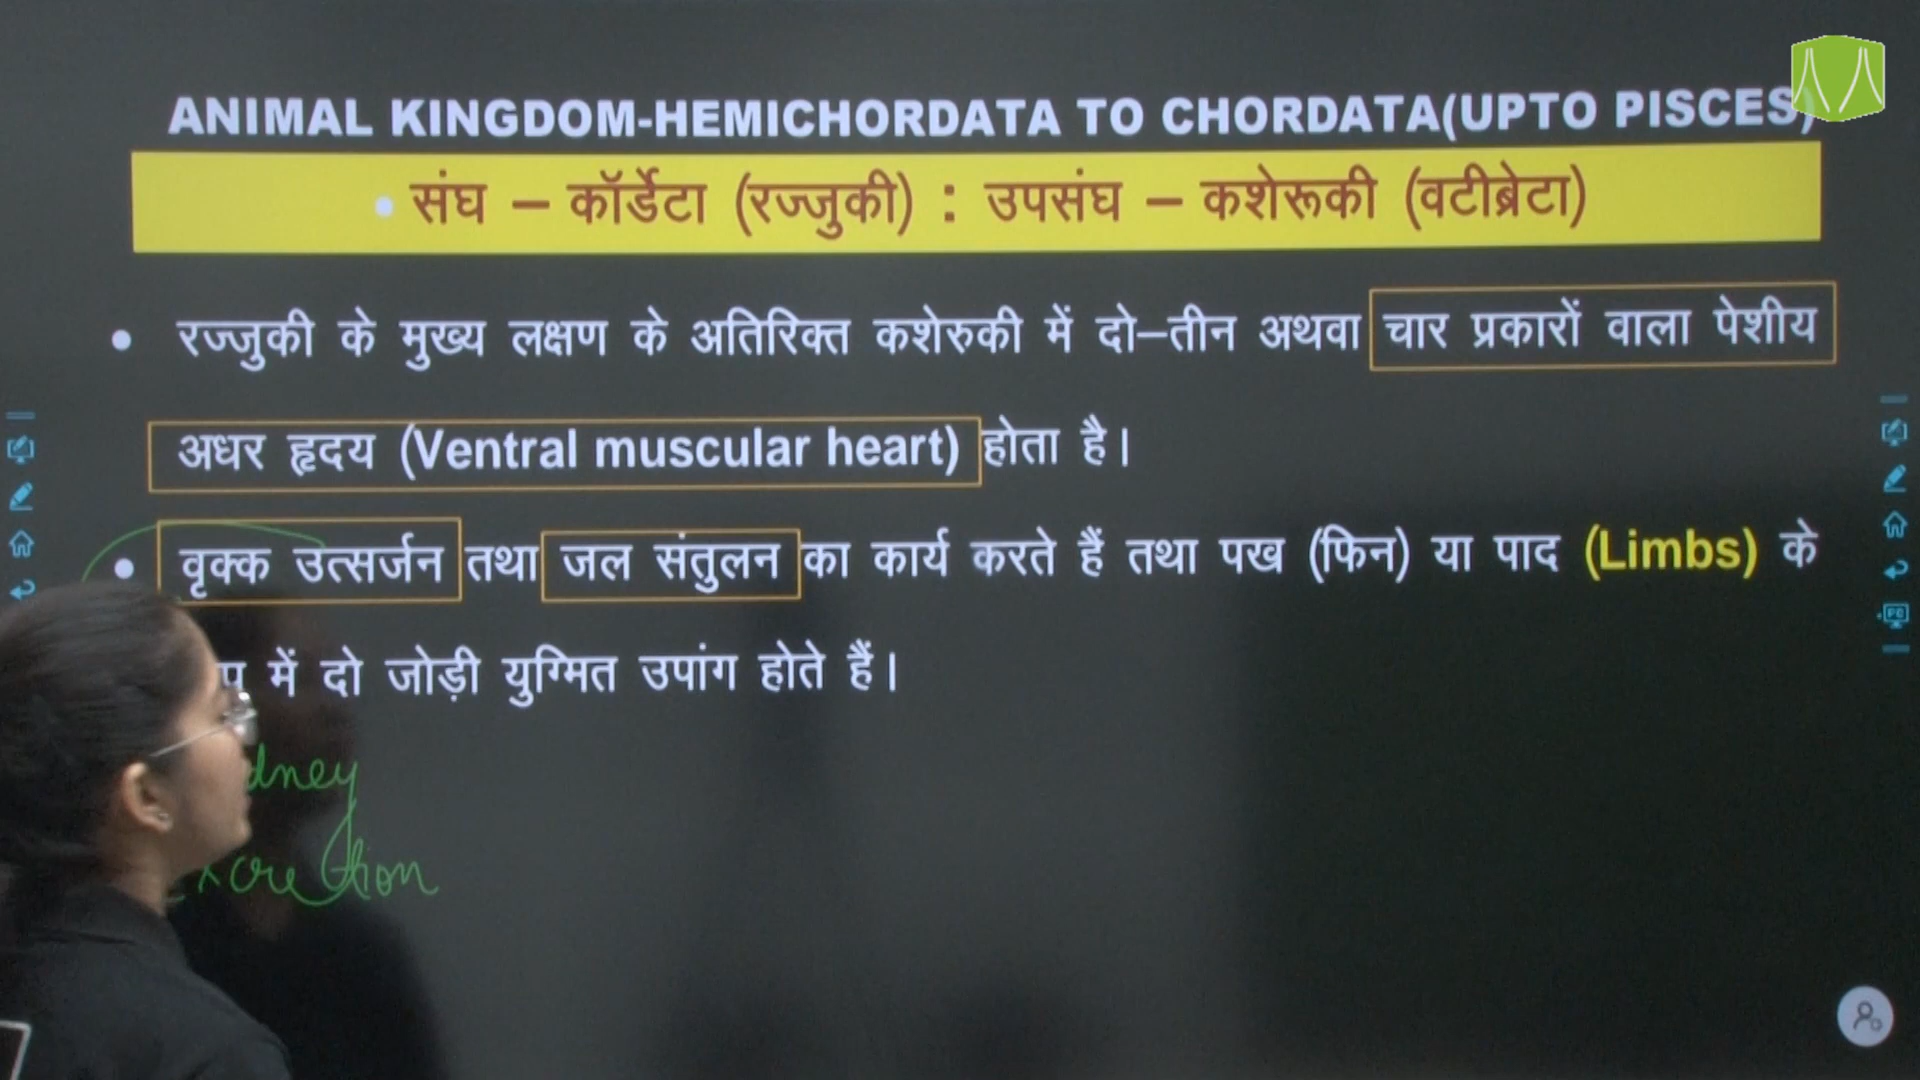 ANIMAL KINGDOM-HEMICHORDATA TO CHORDATA(UPTO PISCES)
• संघ – कॉर्डेटा (रज्जुकी) : उपसंघ – कशेरूकी (वटीब्रेटा)
• रज्जुकी के मुख्य लक्षण के अतिरिक्त कशेरुकी में दो–तीन अथवा चार प्रकारों वाला पेशीय
अधर हृदय (Ventral muscular heart) होता है।
• वृक्क उत्सर्जन तथा जल संतुलन का कार्य करते हैं तथा पख (फिन) या पाद (Limbs) के
में दो जोड़ी युग्मित उपांग होते हैं।